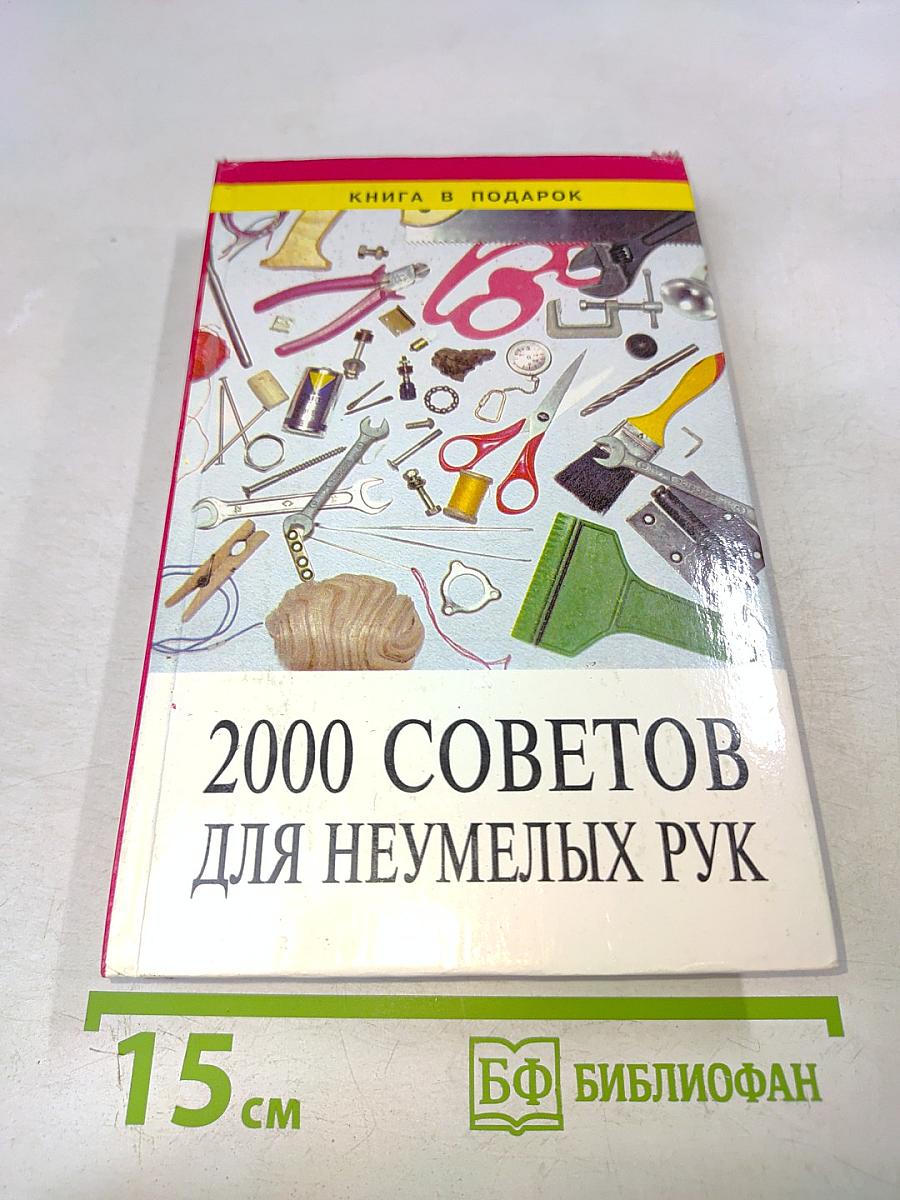 КНИГА В ПОДАРОК
2000 СОВЕТОВ
ДЛЯ НЕУМЕЛЫХ РУК
15 см
БФ БИБЛИОФАН